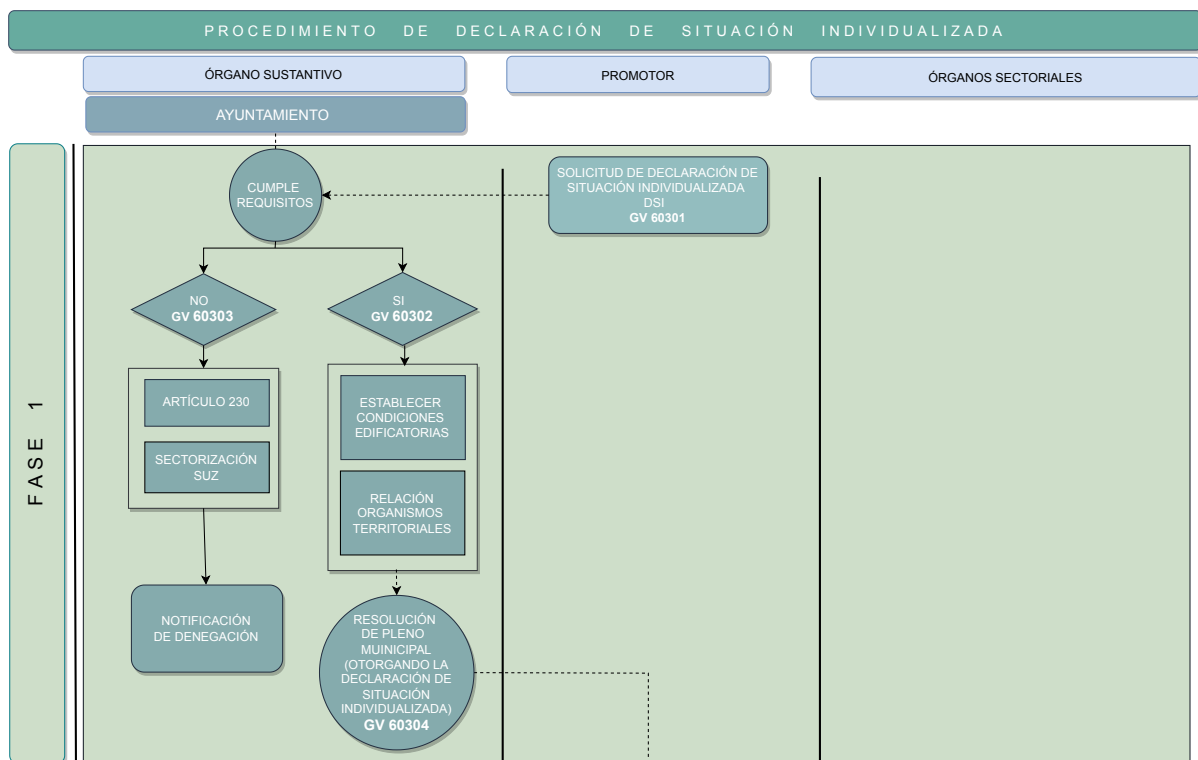 PROCEDIMIENTO DE DECLARACIÓN DE SITUACIÓN INDIVIDUALIZADA
ÓRGANO SUSTANTIVO
PROMOTOR
ÓRGANOS SECTORIALES
AYUNTAMIENTO
FASE 1
CUMPLE
REQUISITOS
SOLICITUD DE DECLARACIÓN DE
SITUACIÓN INDIVIDUALIZADA
DSI
GV 60301
NO
GV 60303
SI
GV 60302
ARTÍCULO 230
SECTORIZACIÓN
SUZ
ESTABLECER
CONDICIONES
EDIFICATORIAS
RELACIÓN
ORGANISMOS
TERRITORIALES
NOTIFICACIÓN
DE DENEGACIÓN
RESOLUCIÓN
DE PLENO
MUINICIPAL
(OTORGANDO LA
DECLARACIÓN DE
SITUACIÓN
INDIVIDUALIZADA)
GV 60304